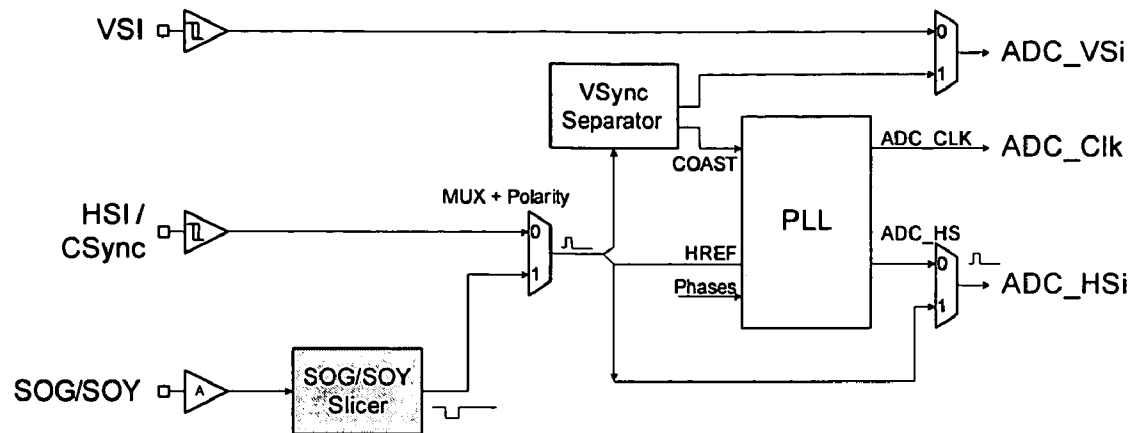 VSI
0
ADC_VSi
1
VSync
Separator
COAST
ADC_CLK
ADC_Clk
MUX + Polarity
HSI /
CSync
0
1
PLL
HREF
Phases
ADC_HS
0
ADC_HSi
1
SOG/SOY
A
SOG/SOY
Slicer